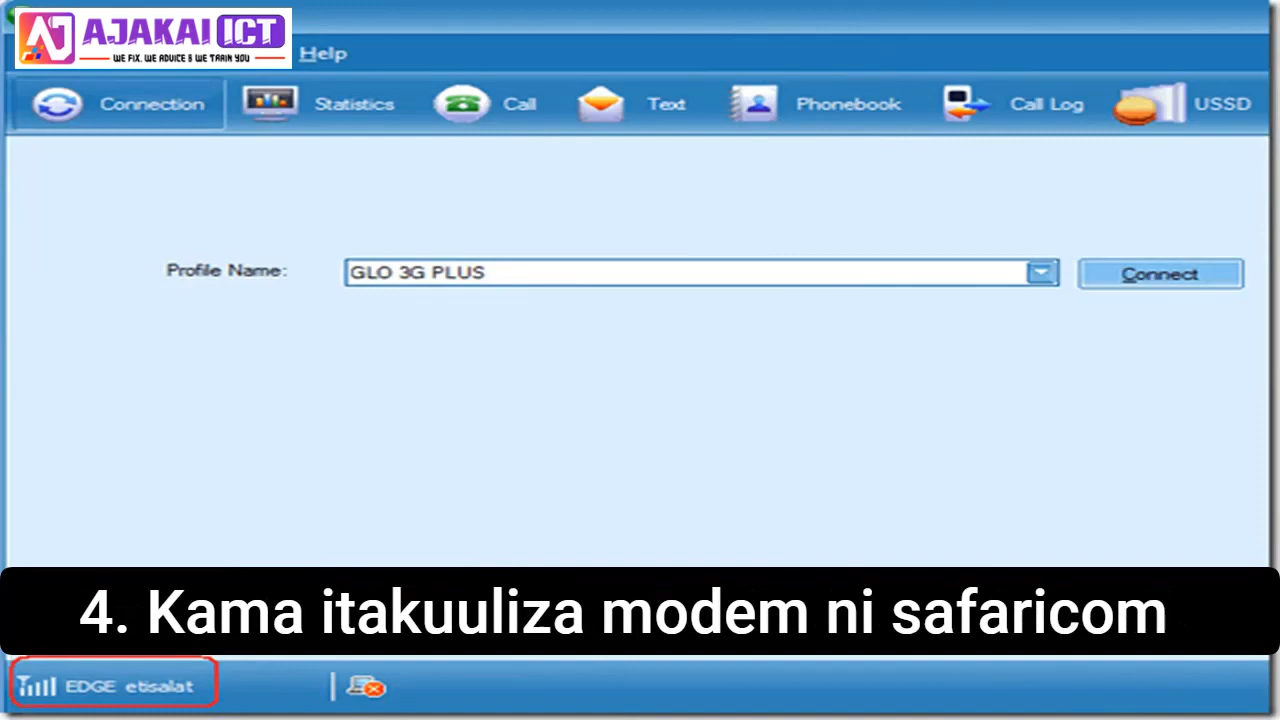 AJAKAI ICT
WE FIX, WE ADVICE & WE TRAIN YOU
Help
Connection Statistics Call Text Phonebook Call Log USSD
Profile Name: GLO 3G PLUS Connect
4. Kama itakuuliza modem ni safaricom
EDGE etisalat